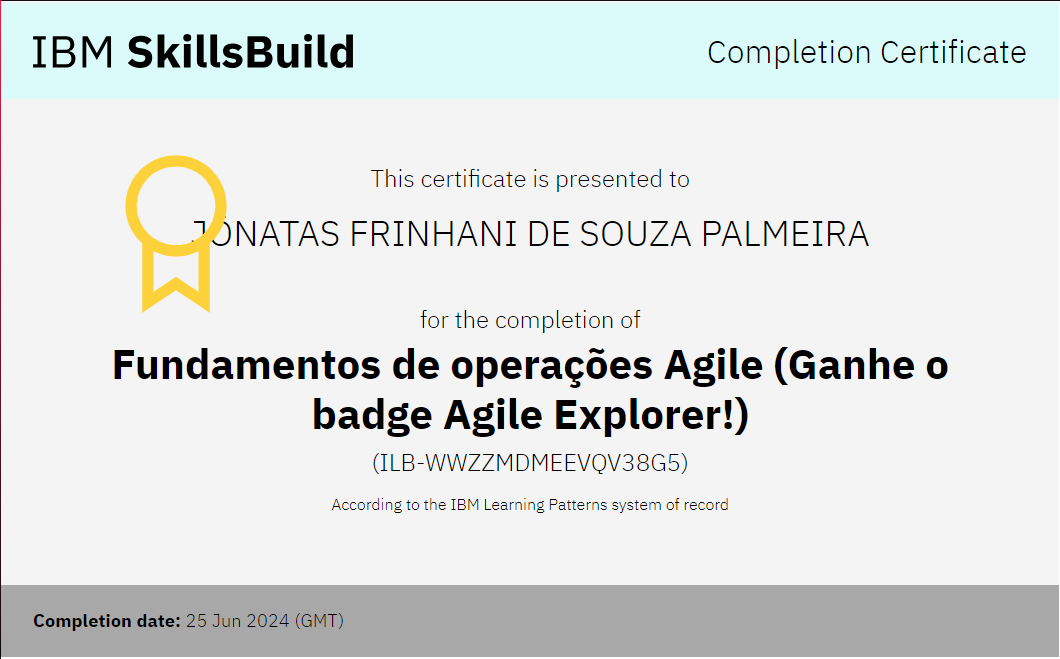 IBM SkillsBuild
Completion Certificate
This certificate is presented to
JONATAS FRINHANI DE SOUZA PALMEIRA
for the completion of
Fundamentos de operações Agile (Ganhe o
badge Agile Explorer!)
(ILB-WWZZMDMEEVQV38G5)
According to the IBM Learning Patterns system of record
Completion date: 25 Jun 2024 (GMT)